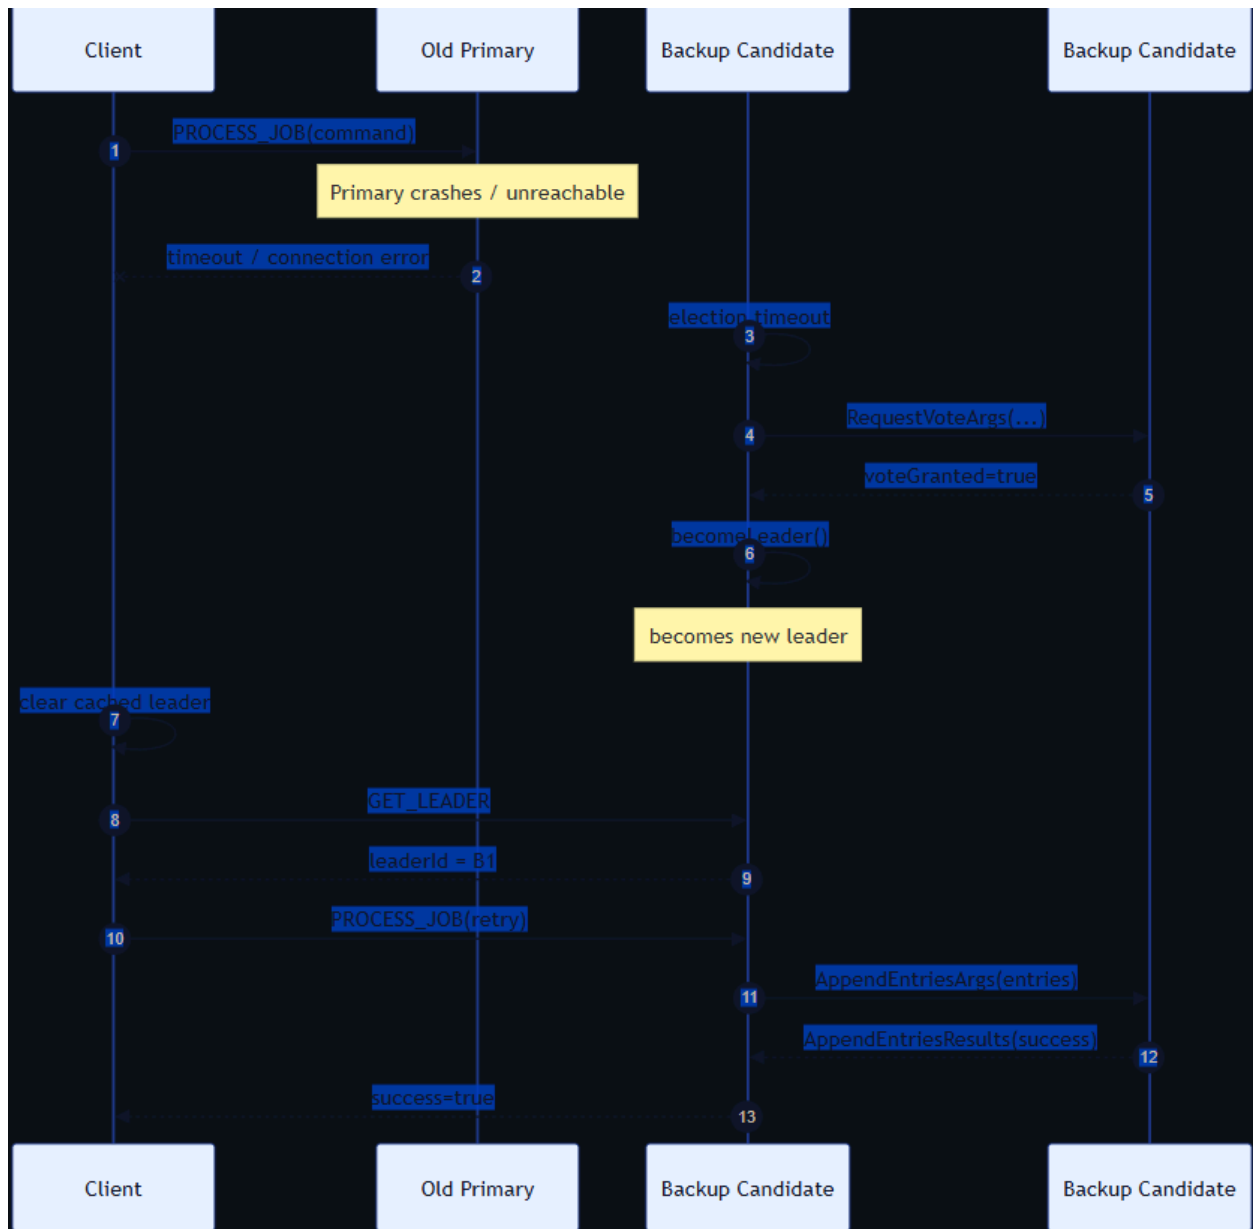 Client
Old Primary
Backup Candidate
Backup Candidate
PROCESS_JOB(command)
1
Primary crashes / unreachable
timeout / connection error
2
election timeout
3
RequestVoteArgs(...)
4
voteGranted=true
5
becomeLeader()
6
becomes new leader
clear cached leader
7
GET_LEADER
8
leaderId = B1
9
PROCESS_JOB(retry)
10
AppendEntriesArgs(entries)
11
AppendEntriesResults(success)
12
success=true
13
Client
Old Primary
Backup Candidate
Backup Candidate